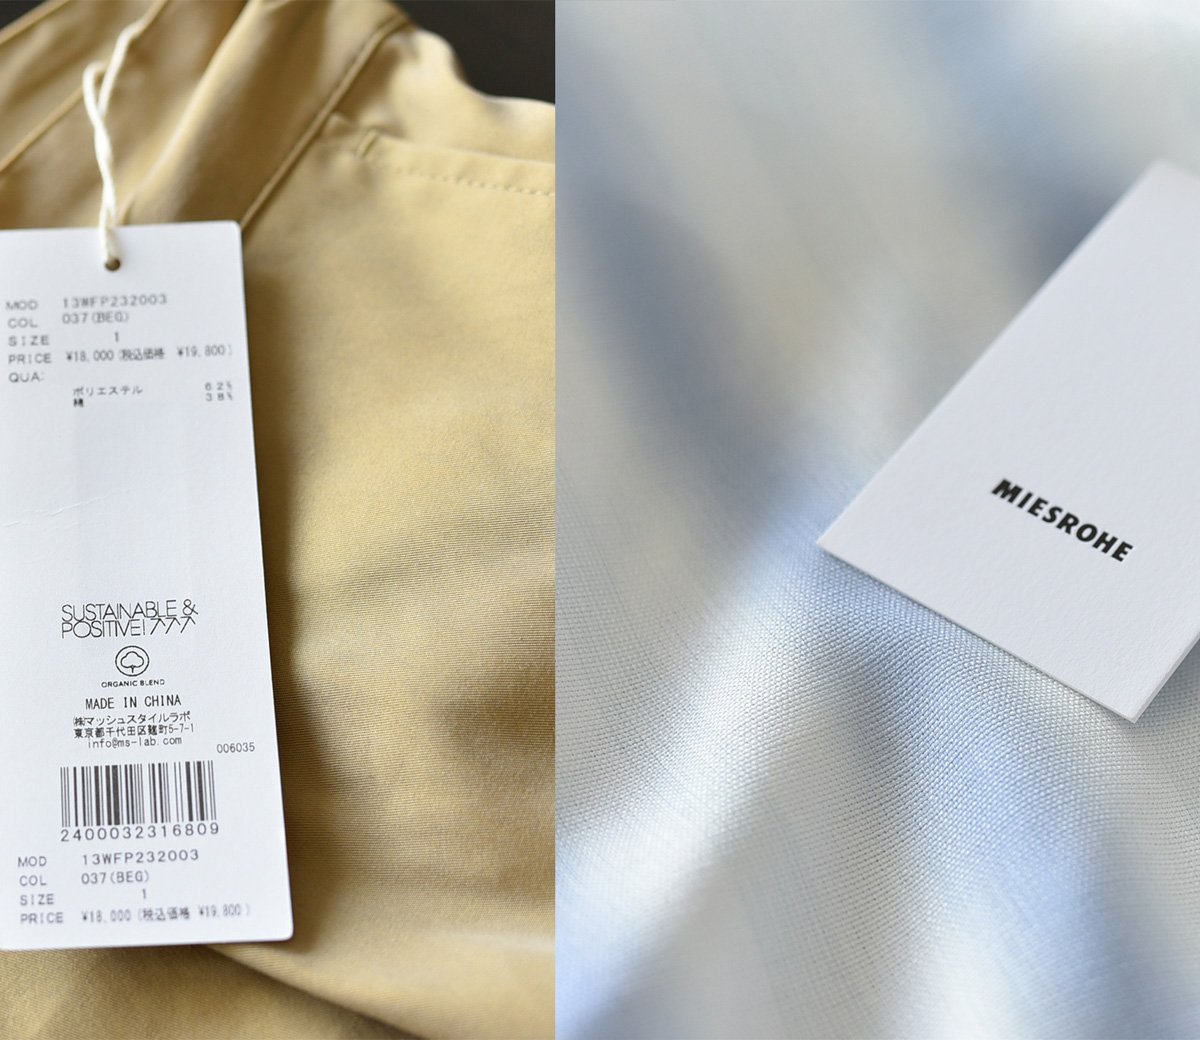 MOD 13WFP232003
COL 037(BEG)
SIZE 1
PRICE ¥18,000(税込価格 ¥19,800)
QUA:
ポリエステル 62%
綿 38%
SUSTAINABLE &
POSITIVE! 777
ORGANIC BLEND
MADE IN CHINA
(株)マッシュスタイルラボ
東京都千代田区麹町5-7-1
info@ms-lab.com
006035
2400032316809
MOD 13WFP232003
COL 037(BEG)
SIZE 1
PRICE ¥18,000(税込価格 ¥19,800)
MIESROHE